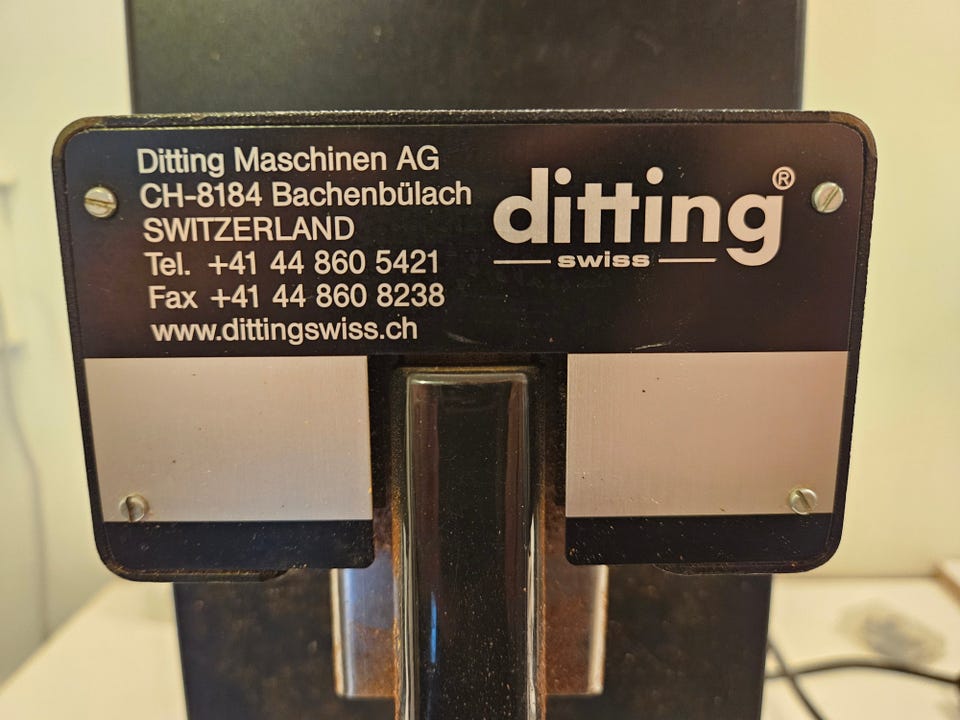 Ditting Maschinen AG
CH-8184 Bachenbülach
SWITZERLAND
Tel. +41 44 860 5421
Fax +41 44 860 8238
www.dittingswiss.ch
ditting®
swiss